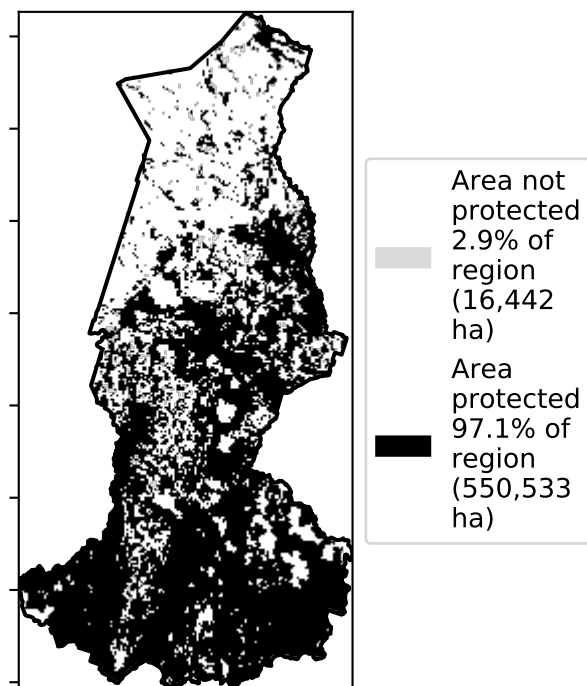 Area not
protected
2.9% of
region
(16,442
ha)
Area
protected
97.1% of
region
(550,533
ha)